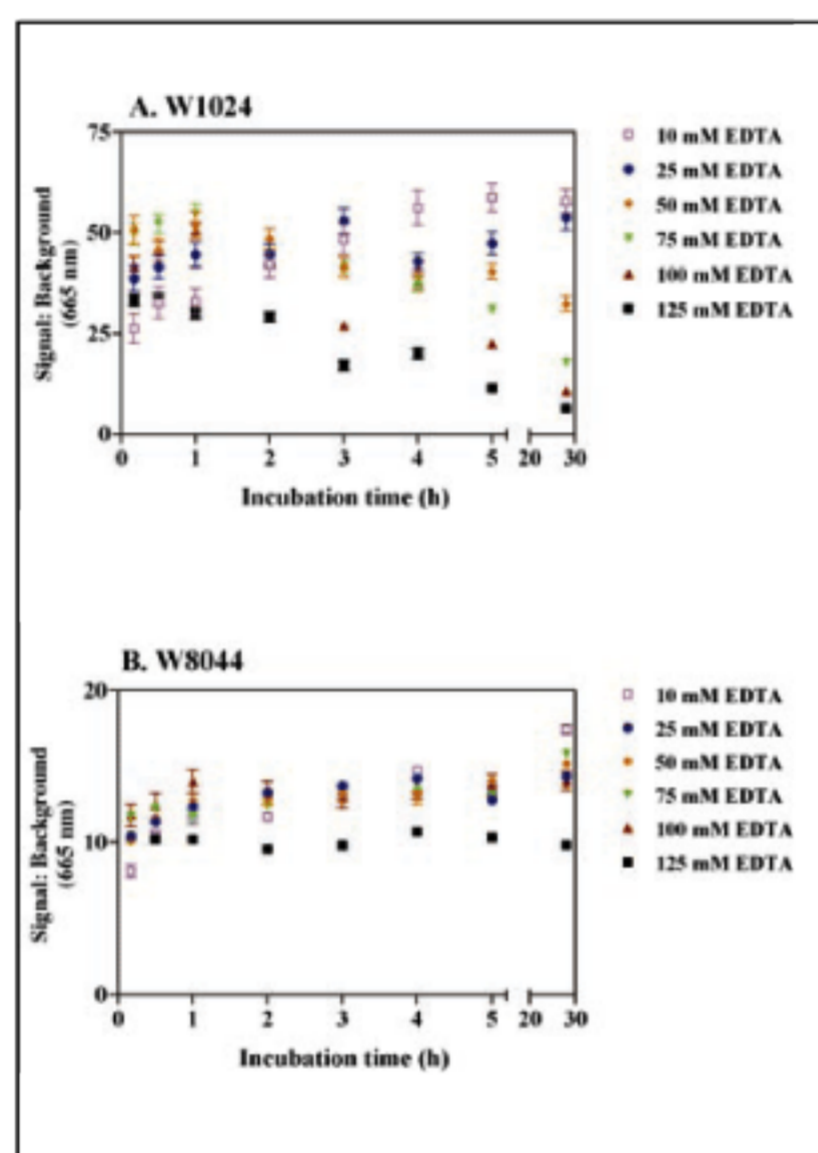 A. W1024
75
50
25
0
Signal: Background
(665 nm)
0 1 2 3 4 5 20 30
Incubation time (h)
10 mM EDTA
25 mM EDTA
50 mM EDTA
75 mM EDTA
100 mM EDTA
125 mM EDTA
B. W8044
20
10
0
Signal: Background
(665 nm)
0 1 2 3 4 5 20 30
Incubation time (h)
10 mM EDTA
25 mM EDTA
50 mM EDTA
75 mM EDTA
100 mM EDTA
125 mM EDTA